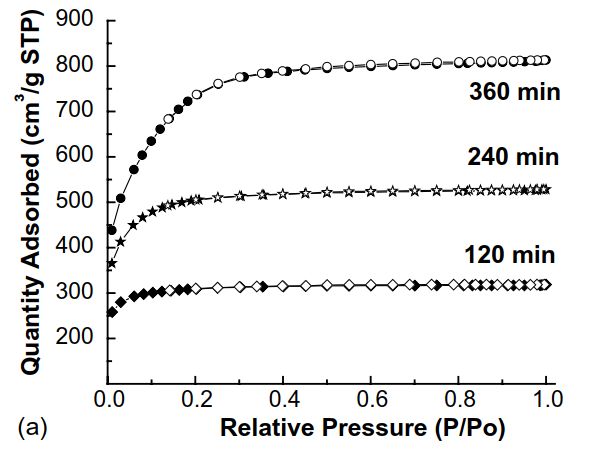 Quantity Adsorbed (cm³/g STP)
900
800
700
600
500
400
300
200
360 min
240 min
120 min
0.0 0.2 0.4 0.6 0.8 1.0
Relative Pressure (P/Po)
(a)